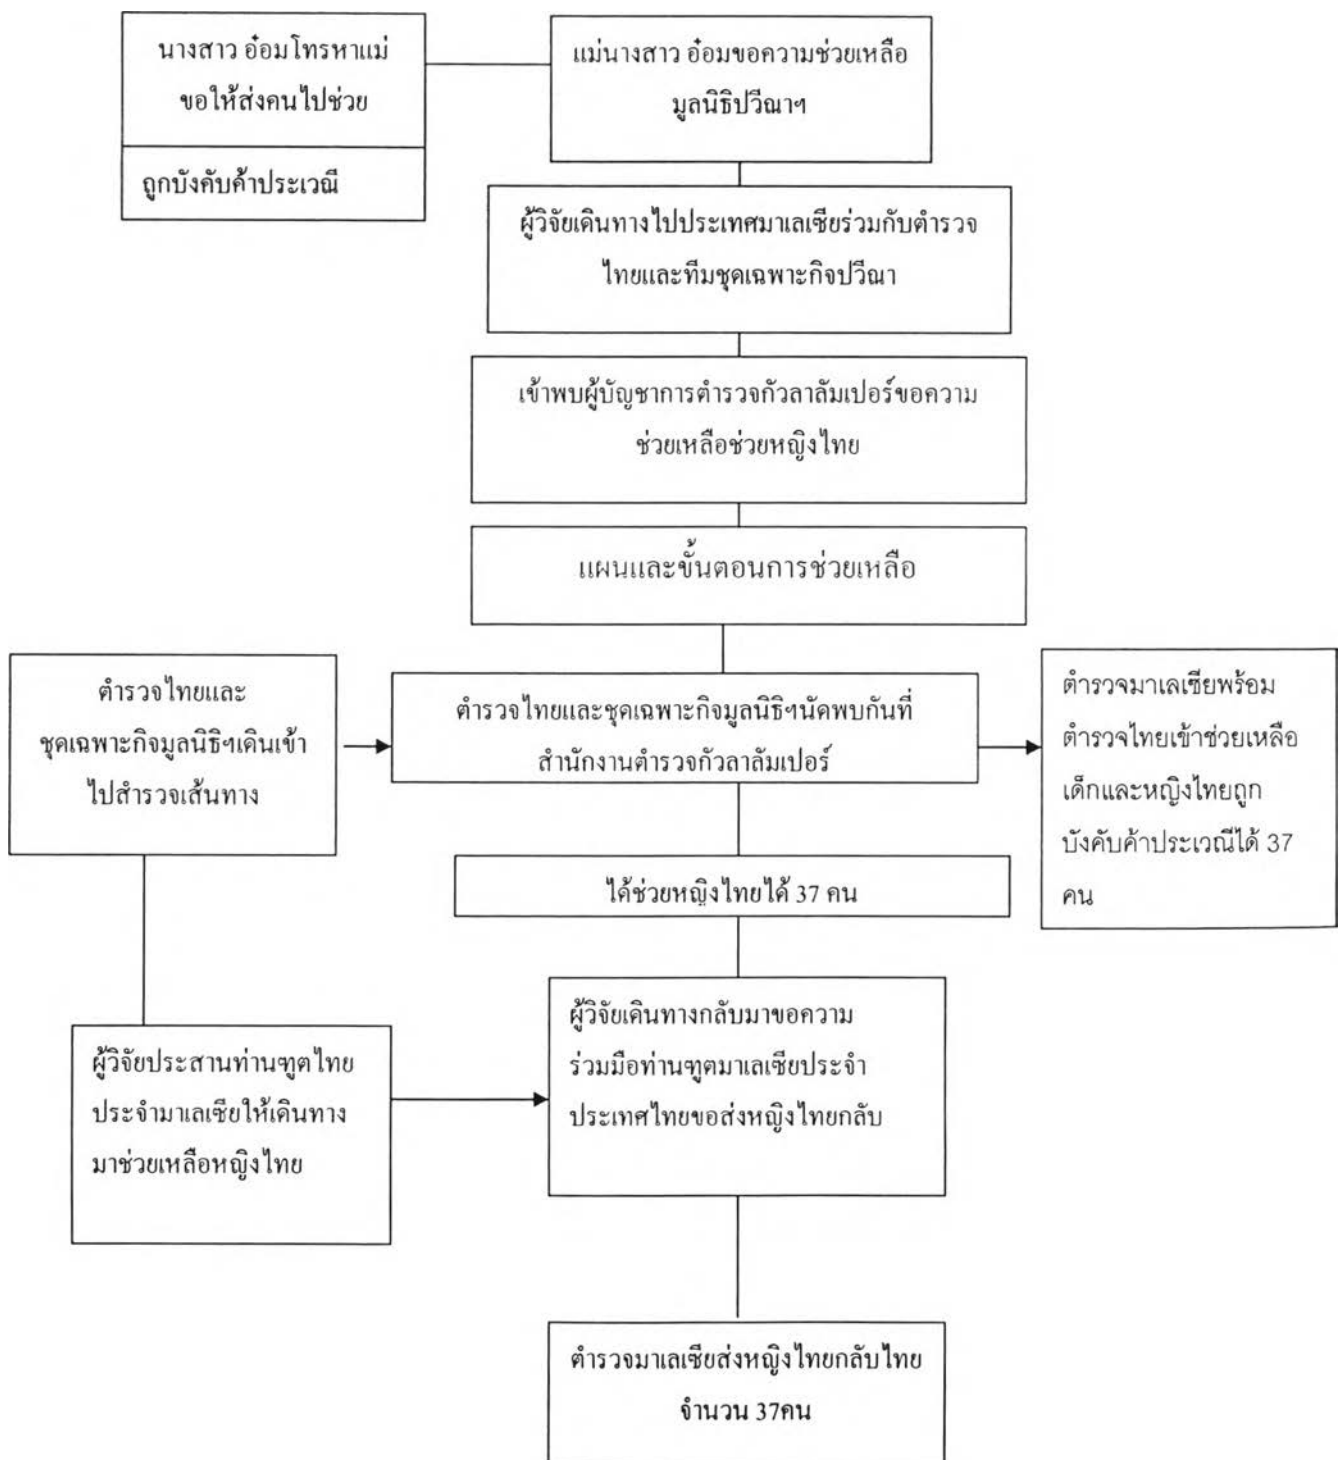 นางสาว อ๋อมโทรหาแม่
ขอให้ส่งคนไปช่วย
ถูกบังคับค้าประเวณี
แม่นางสาว อ๋อมขอความช่วยเหลือ
มูลนิธิปวีณาฯ
ผู้วิจัยเดินทางไปประเทศมาเลเซียร่วมกับตำรวจ
ไทยและทีมชุดเฉพาะกิจปวีณา
เข้าพบผู้บัญชาการตำรวจกัวลาลัมเปอร์ขอความ
ช่วยเหลือช่วยหญิงไทย
แผนและขั้นตอนการช่วยเหลือ
ตำรวจไทยและ
ชุดเฉพาะกิจมูลนิธิฯเดินเข้า
ไปสำรวจเส้นทาง
ตำรวจไทยและชุดเฉพาะกิจมูลนิธิฯนัดพบกันที่
สำนักงานตำรวจกัวลาลัมเปอร์
ตำรวจมาเลเซียพร้อม
ตำรวจไทยเข้าช่วยเหลือ
เด็กและหญิงไทยถูก
บังคับค้าประเวณีได้ 37
คน
ได้ช่วยหญิงไทยได้ 37 คน
ผู้วิจัยประสานท่านฑูตไทย
ประจำมาเลเซียให้เดินทาง
มาช่วยเหลือหญิงไทย
ผู้วิจัยเดินทางกลับมาขอความ
ร่วมมือท่านฑูตมาเลเซียประจำ
ประเทศไทยขอส่งหญิงไทยกลับ
ตำรวจมาเลเซียส่งหญิงไทยกลับไทย
จำนวน 37คน